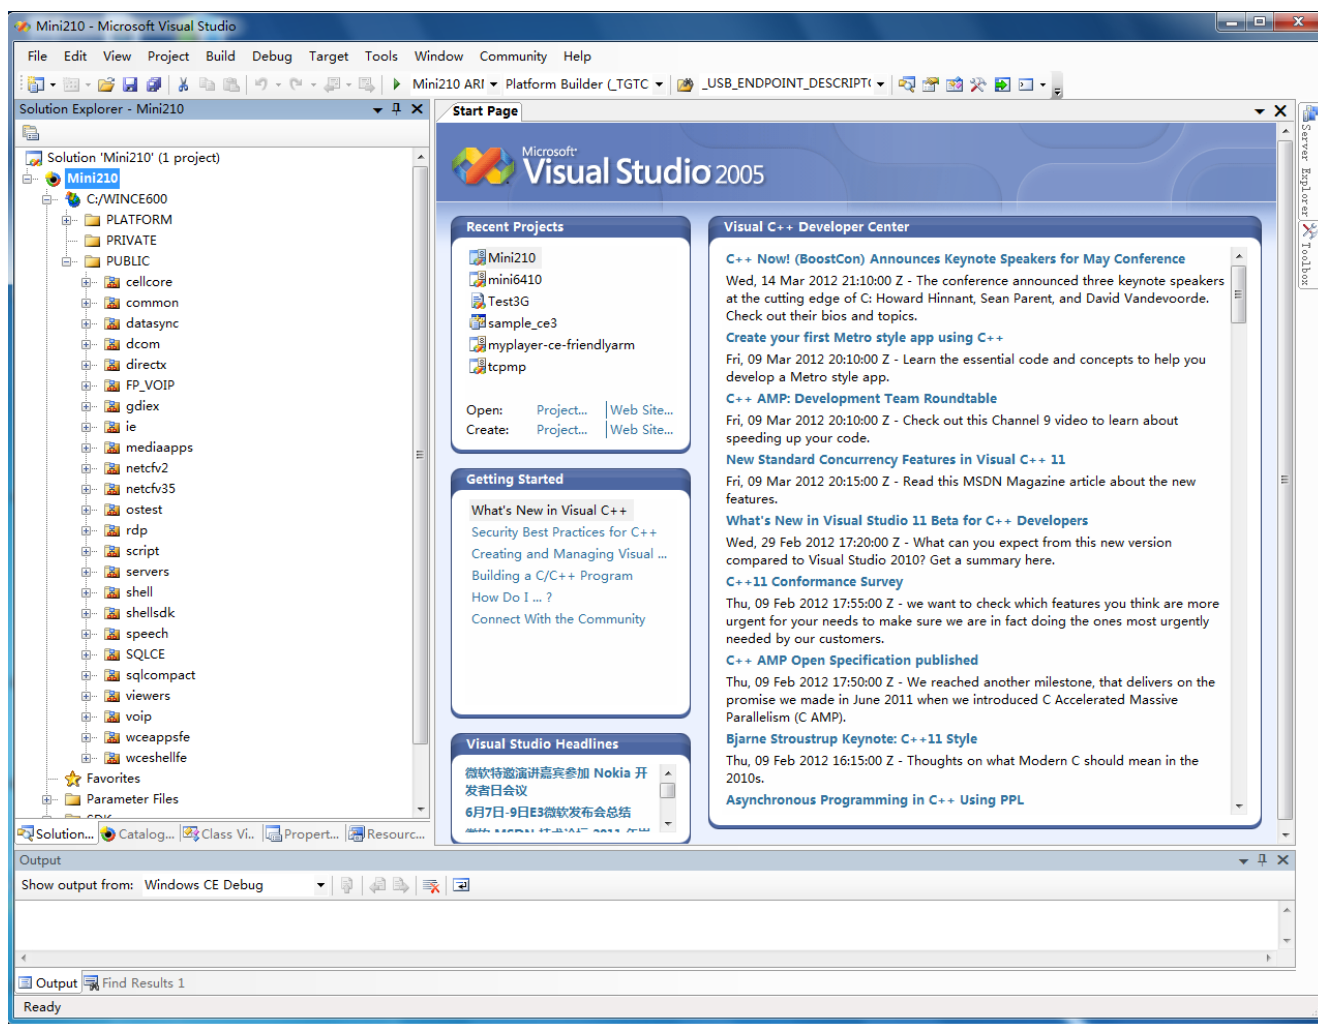 Mini210 - Microsoft Visual Studio
File Edit View Project Build Debug Target Tools Window Community Help
Mini210 ARI Platform Builder (_TGTC _USB_ENDPOINT_DESCRIPT
Solution Explorer - Mini210
Solution 'Mini210' (1 project)
Mini210
C:/WINCE600
PLATFORM
PRIVATE
PUBLIC
cellcore
common
datasync
dcom
directx
FP_VOIP
gdiex
ie
mediaapps
netcfv2
netcfv35
ostest
rdp
script
servers
shell
shellsdk
speech
SQLCE
sqlcompact
viewers
voip
wceappsfe
wceshellfe
Favorites
Parameter Files
Solution... Catalog... Class Vi.. Propert... Resourc...
Start Page
Microsoft
Visual Studio 2005
Recent Projects
Mini210
mini6410
Test3G
sample_ce3
myplayer-ce-friendlyarm
tcpmp
Open: Project... Web Site...
Create: Project... Web Site...
Getting Started
What's New in Visual C++
Security Best Practices for C++
Creating and Managing Visual ...
Building a C/C++ Program
How Do I ... ?
Connect With the Community
Visual Studio Headlines
微软特邀演讲嘉宾参加 Nokia 开
发者日会议
6月7日-9日E3微软发布会总结
Visual C++ Developer Center
C++ Now! (BoostCon) Announces Keynote Speakers for May Conference
Wed, 14 Mar 2012 21:10:00 Z - The conference announced three keynote speakers
at the cutting edge of C: Howard Hinnant, Sean Parent, and David Vandevoorde.
Check out their bios and topics.
Create your first Metro style app using C++
Fri, 09 Mar 2012 20:10:00 Z - Learn the essential code and concepts to help you
develop a Metro style app.
C++ AMP: Development Team Roundtable
Fri, 09 Mar 2012 20:10:00 Z - Check out this Channel 9 video to learn about
speeding up your code.
New Standard Concurrency Features in Visual C++ 11
Fri, 09 Mar 2012 20:15:00 Z - Read this MSDN Magazine article about the new
features.
What's New in Visual Studio 11 Beta for C++ Developers
Wed, 29 Feb 2012 17:20:00 Z - What can you expect from this new version
compared to Visual Studio 2010? Get a summary here.
C++11 Conformance Survey
Thu, 09 Feb 2012 17:55:00 Z - we want to check which features you think are more
urgent for your needs to make sure we are in fact doing the ones most urgently
needed by our customers.
C++ AMP Open Specification published
Thu, 09 Feb 2012 17:50:00 Z - We reached another milestone, that delivers on the
promise we made in June 2011 when we introduced C Accelerated Massive
Parallelism (C AMP).
Bjarne Stroustrup Keynote: C++11 Style
Thu, 09 Feb 2012 16:15:00 Z - Thoughts on what Modern C should mean in the
2010s.
Asynchronous Programming in C++ Using PPL
Server Explorer
Toolbox
Output
Show output from: Windows CE Debug
Output Find Results 1
Ready